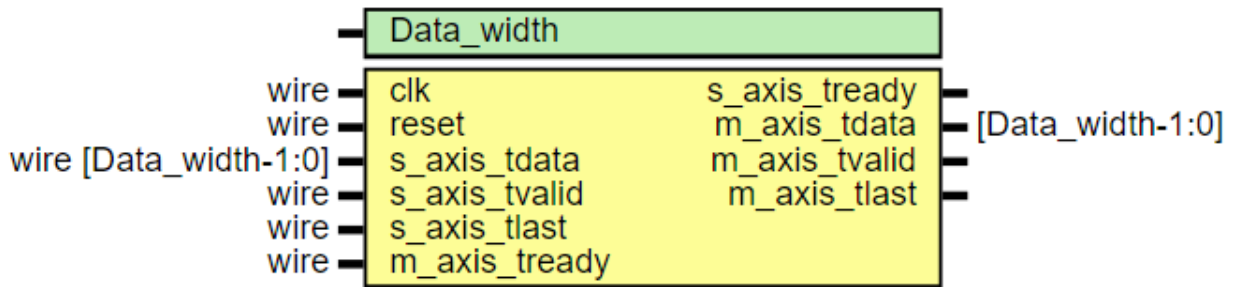 Data_width
wire clk s_axis_tready
wire reset m_axis_tdata [Data_width-1:0]
wire [Data_width-1:0] s_axis_tdata m_axis_tvalid
wire s_axis_tvalid m_axis_tlast
wire s_axis_tlast
wire m_axis_tready